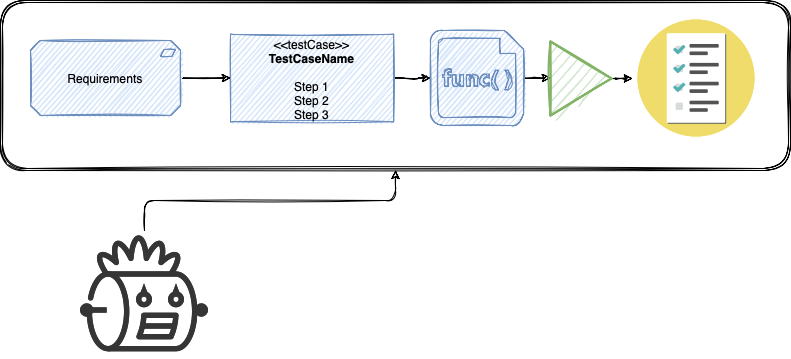 Requirements
<<testCase>>
TestCaseName
Step 1
Step 2
Step 3
func()